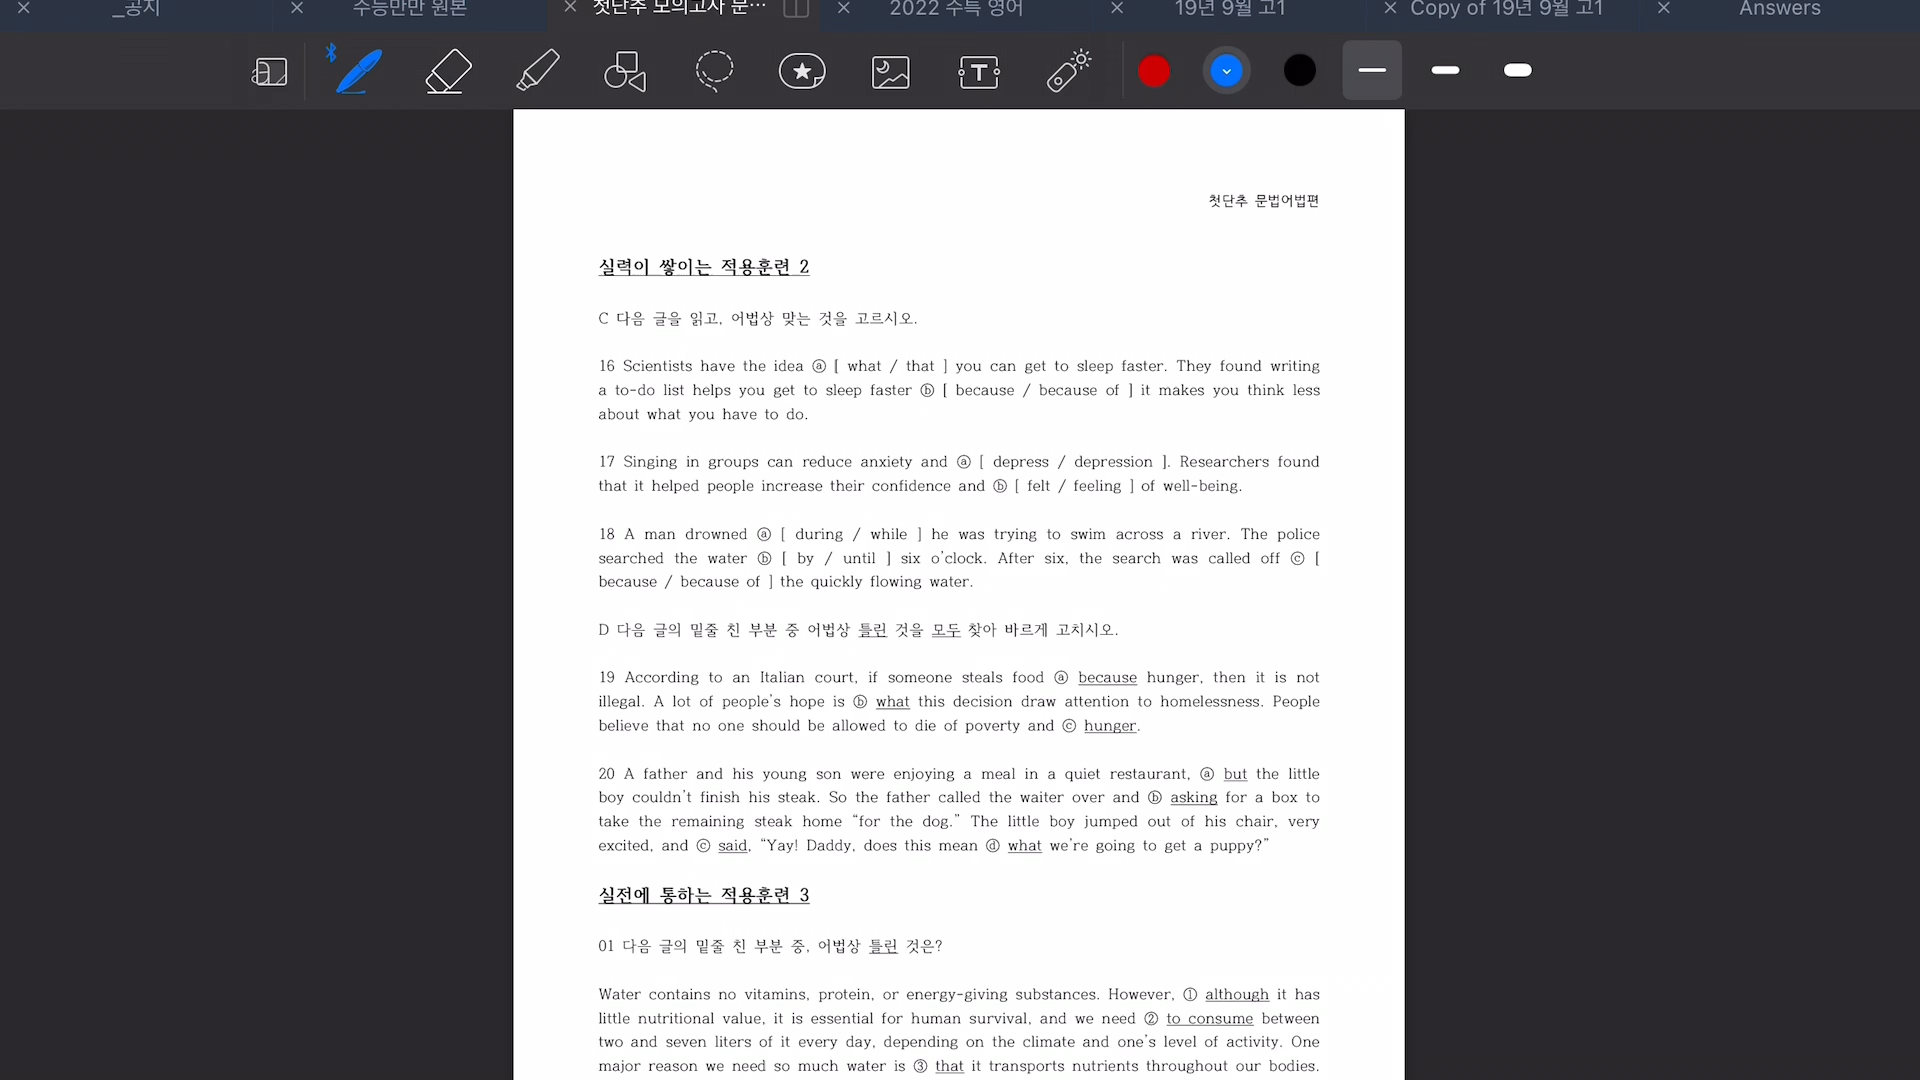 _공지
수능만만 원본
첫단추 모의고사 문…
2022 수특 영어
19년 9월 고1
Copy of 19년 9월 고1
Answers
첫단추 문법어법편
실력이 쌓이는 적용훈련 2
C 다음 글을 읽고, 어법상 맞는 것을 고르시오.
16 Scientists have the idea ⓐ [ what / that ] you can get to sleep faster. They found writing
a to-do list helps you get to sleep faster ⓑ [ because / because of ] it makes you think less
about what you have to do.
17 Singing in groups can reduce anxiety and ⓐ [ depress / depression ]. Researchers found
that it helped people increase their confidence and ⓑ [ felt / feeling ] of well-being.
18 A man drowned ⓐ [ during / while ] he was trying to swim across a river. The police
searched the water ⓑ [ by / until ] six o'clock. After six, the search was called off ⓒ [
because / because of ] the quickly flowing water.
D 다음 글의 밑줄 친 부분 중 어법상 틀린 것을 모두 찾아 바르게 고치시오.
19 According to an Italian court, if someone steals food ⓐ because hunger, then it is not
illegal. A lot of people's hope is ⓑ what this decision draw attention to homelessness. People
believe that no one should be allowed to die of poverty and ⓒ hunger.
20 A father and his young son were enjoying a meal in a quiet restaurant, ⓐ but the little
boy couldn't finish his steak. So the father called the waiter over and ⓑ asking for a box to
take the remaining steak home “for the dog.” The little boy jumped out of his chair, very
excited, and ⓒ said, “Yay! Daddy, does this mean ⓓ what we're going to get a puppy?”
실전에 통하는 적용훈련 3
01 다음 글의 밑줄 친 부분 중, 어법상 틀린 것은?
Water contains no vitamins, protein, or energy-giving substances. However, ① although it has
little nutritional value, it is essential for human survival, and we need ② to consume between
two and seven liters of it every day, depending on the climate and one's level of activity. One
major reason we need so much water is ③ that it transports nutrients throughout our bodies.